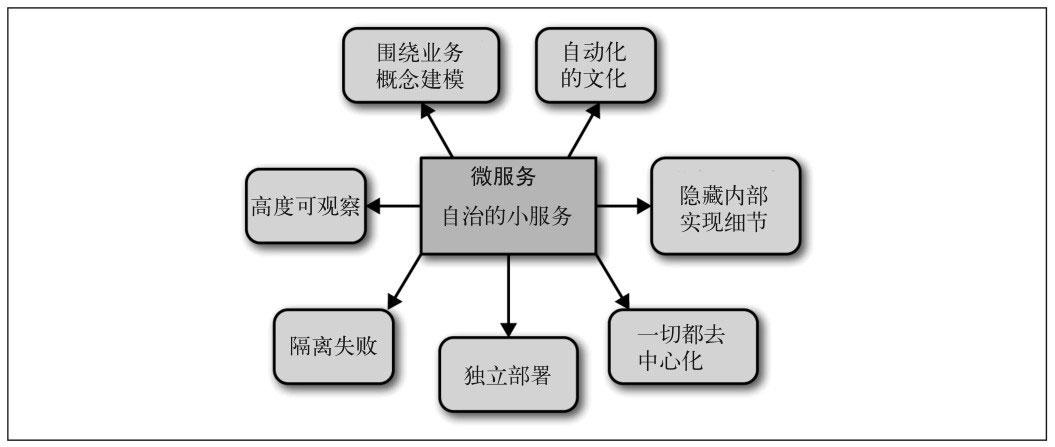 围绕业务
概念建模
自动化
的文化
微服务
自治的小服务
高度可观察
隐藏内部
实现细节
隔离失败
独立部署
一切都去
中心化